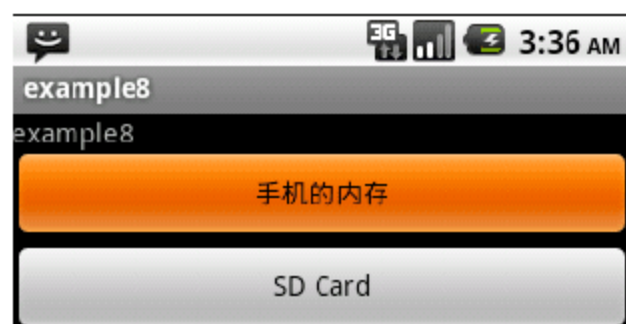 3G 3:36 AM
example8
example8
手机的内存
SD Card